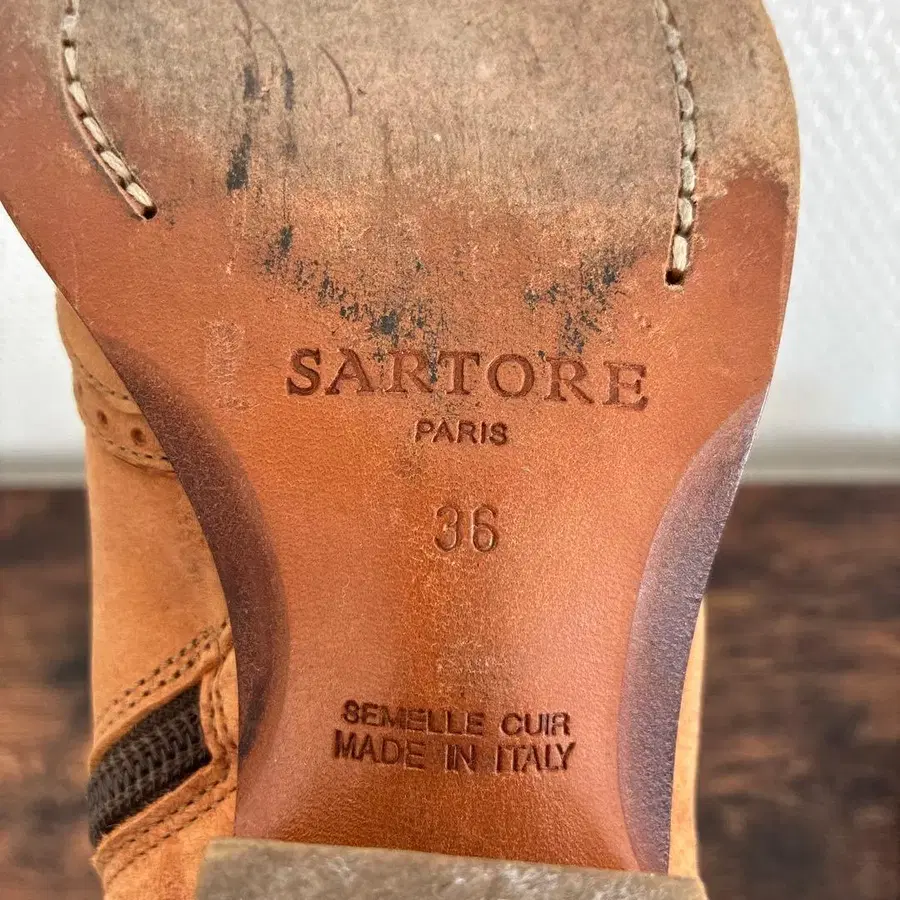 SARTORE
PARIS
36
SEMELLE CUIR
MADE IN ITALY